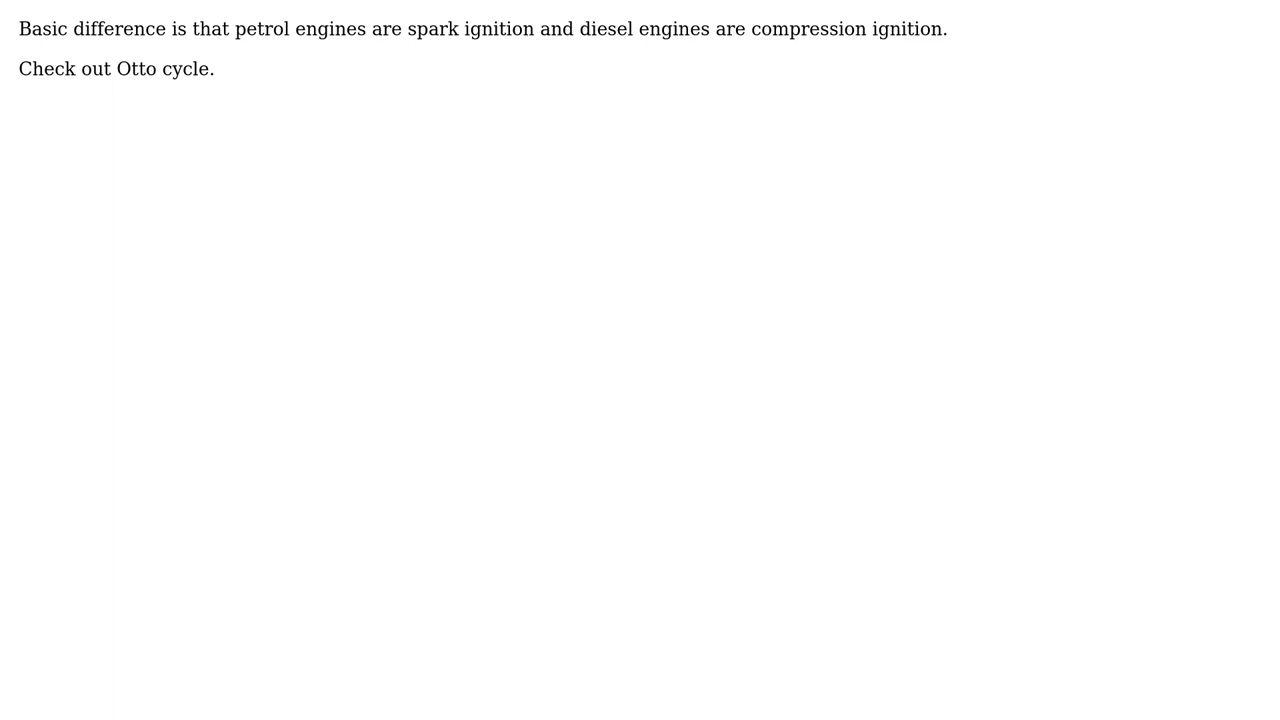 Basic difference is that petrol engines are spark ignition and diesel engines are compression ignition.
Check out Otto cycle.